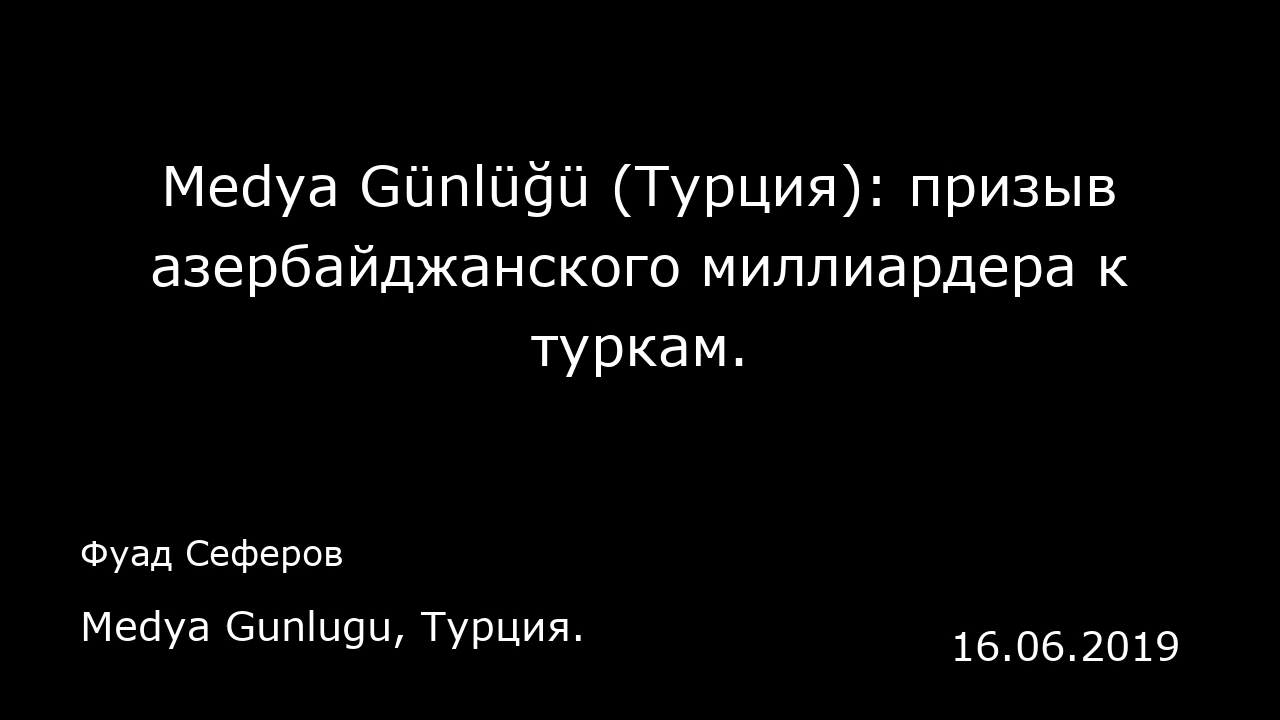 Medya Günlüğü (Турция): призыв
азербайджанского миллиардера к
туркам.
Фуад Сеферов
Medya Gunlugu, Турция.
16.06.2019